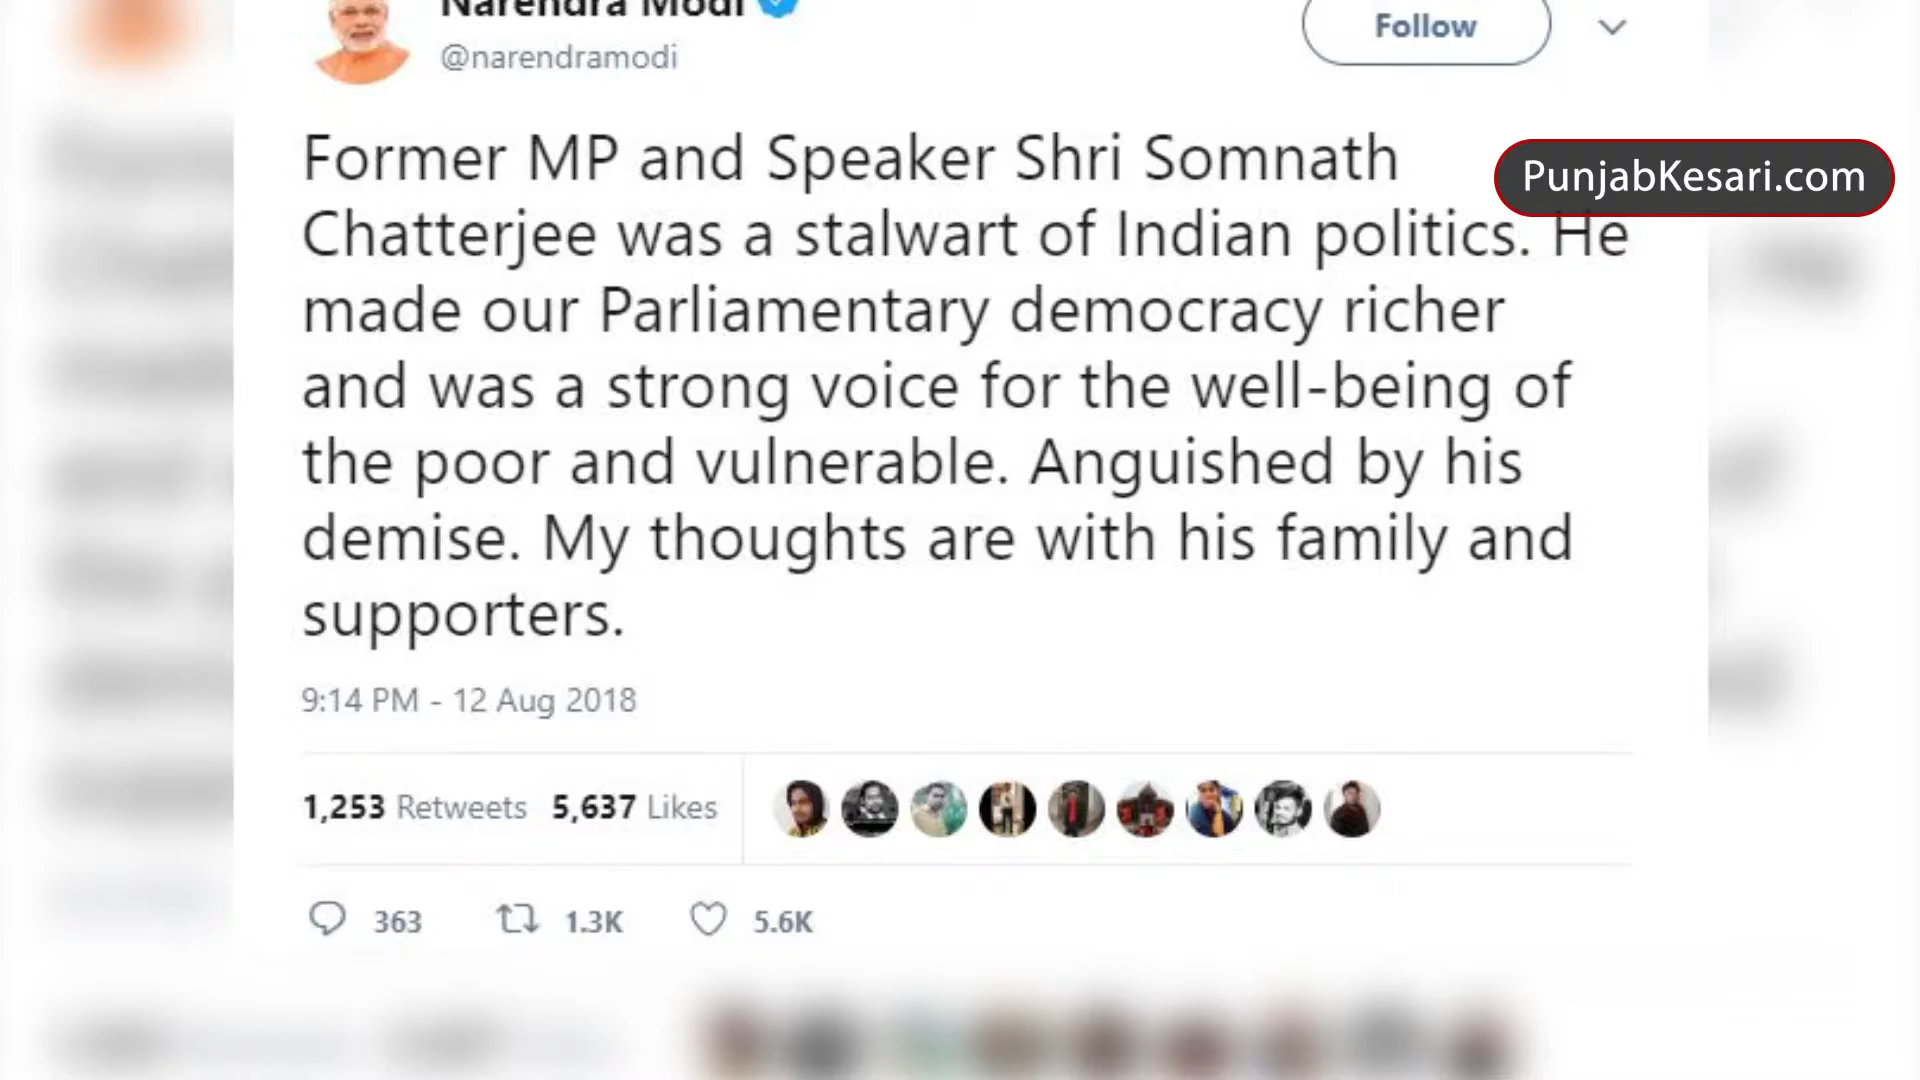 Narendra Modi
@narendramodi
Follow
PunjabKesari.com
Former MP and Speaker Shri Somnath
Chatterjee was a stalwart of Indian politics. He
made our Parliamentary democracy richer
and was a strong voice for the well-being of
the poor and vulnerable. Anguished by his
demise. My thoughts are with his family and
supporters.
9:14 PM - 12 Aug 2018
1,253 Retweets 5,637 Likes
363 1.3K 5.6K